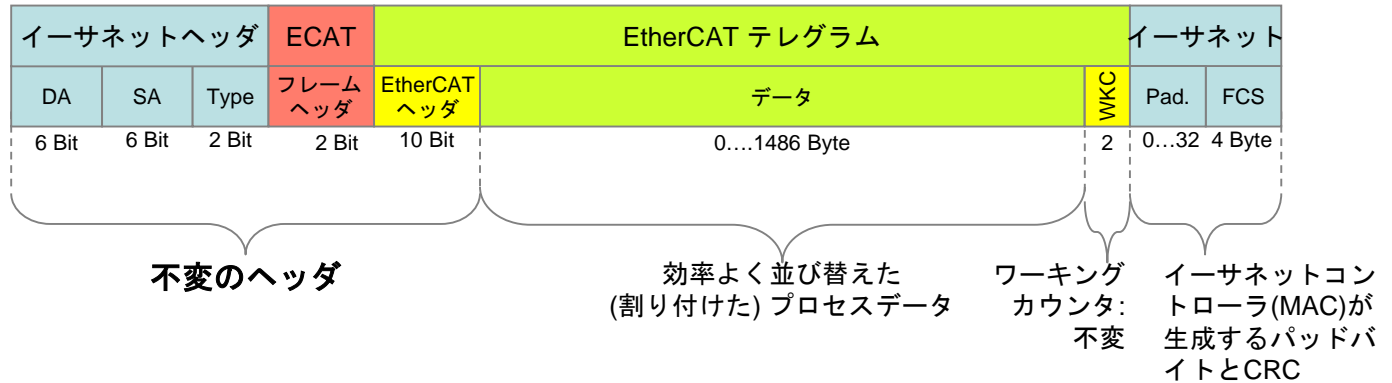 イーサネットヘッダ ECAT EtherCAT テレグラム イーサネット
DA SA Type フレーム ヘッダ EtherCAT ヘッダ データ WKC Pad. FCS
6 Bit 6 Bit 2 Bit 2 Bit 10 Bit 0....1486 Byte 2 0...32 4 Byte
不変のヘッダ
効率よく並び替えた
(割り付けた) プロセスデータ
ワーキング
カウンタ:
不変
イーサネットコン
トローラ(MAC)が
生成するパッドバ
イトとCRC